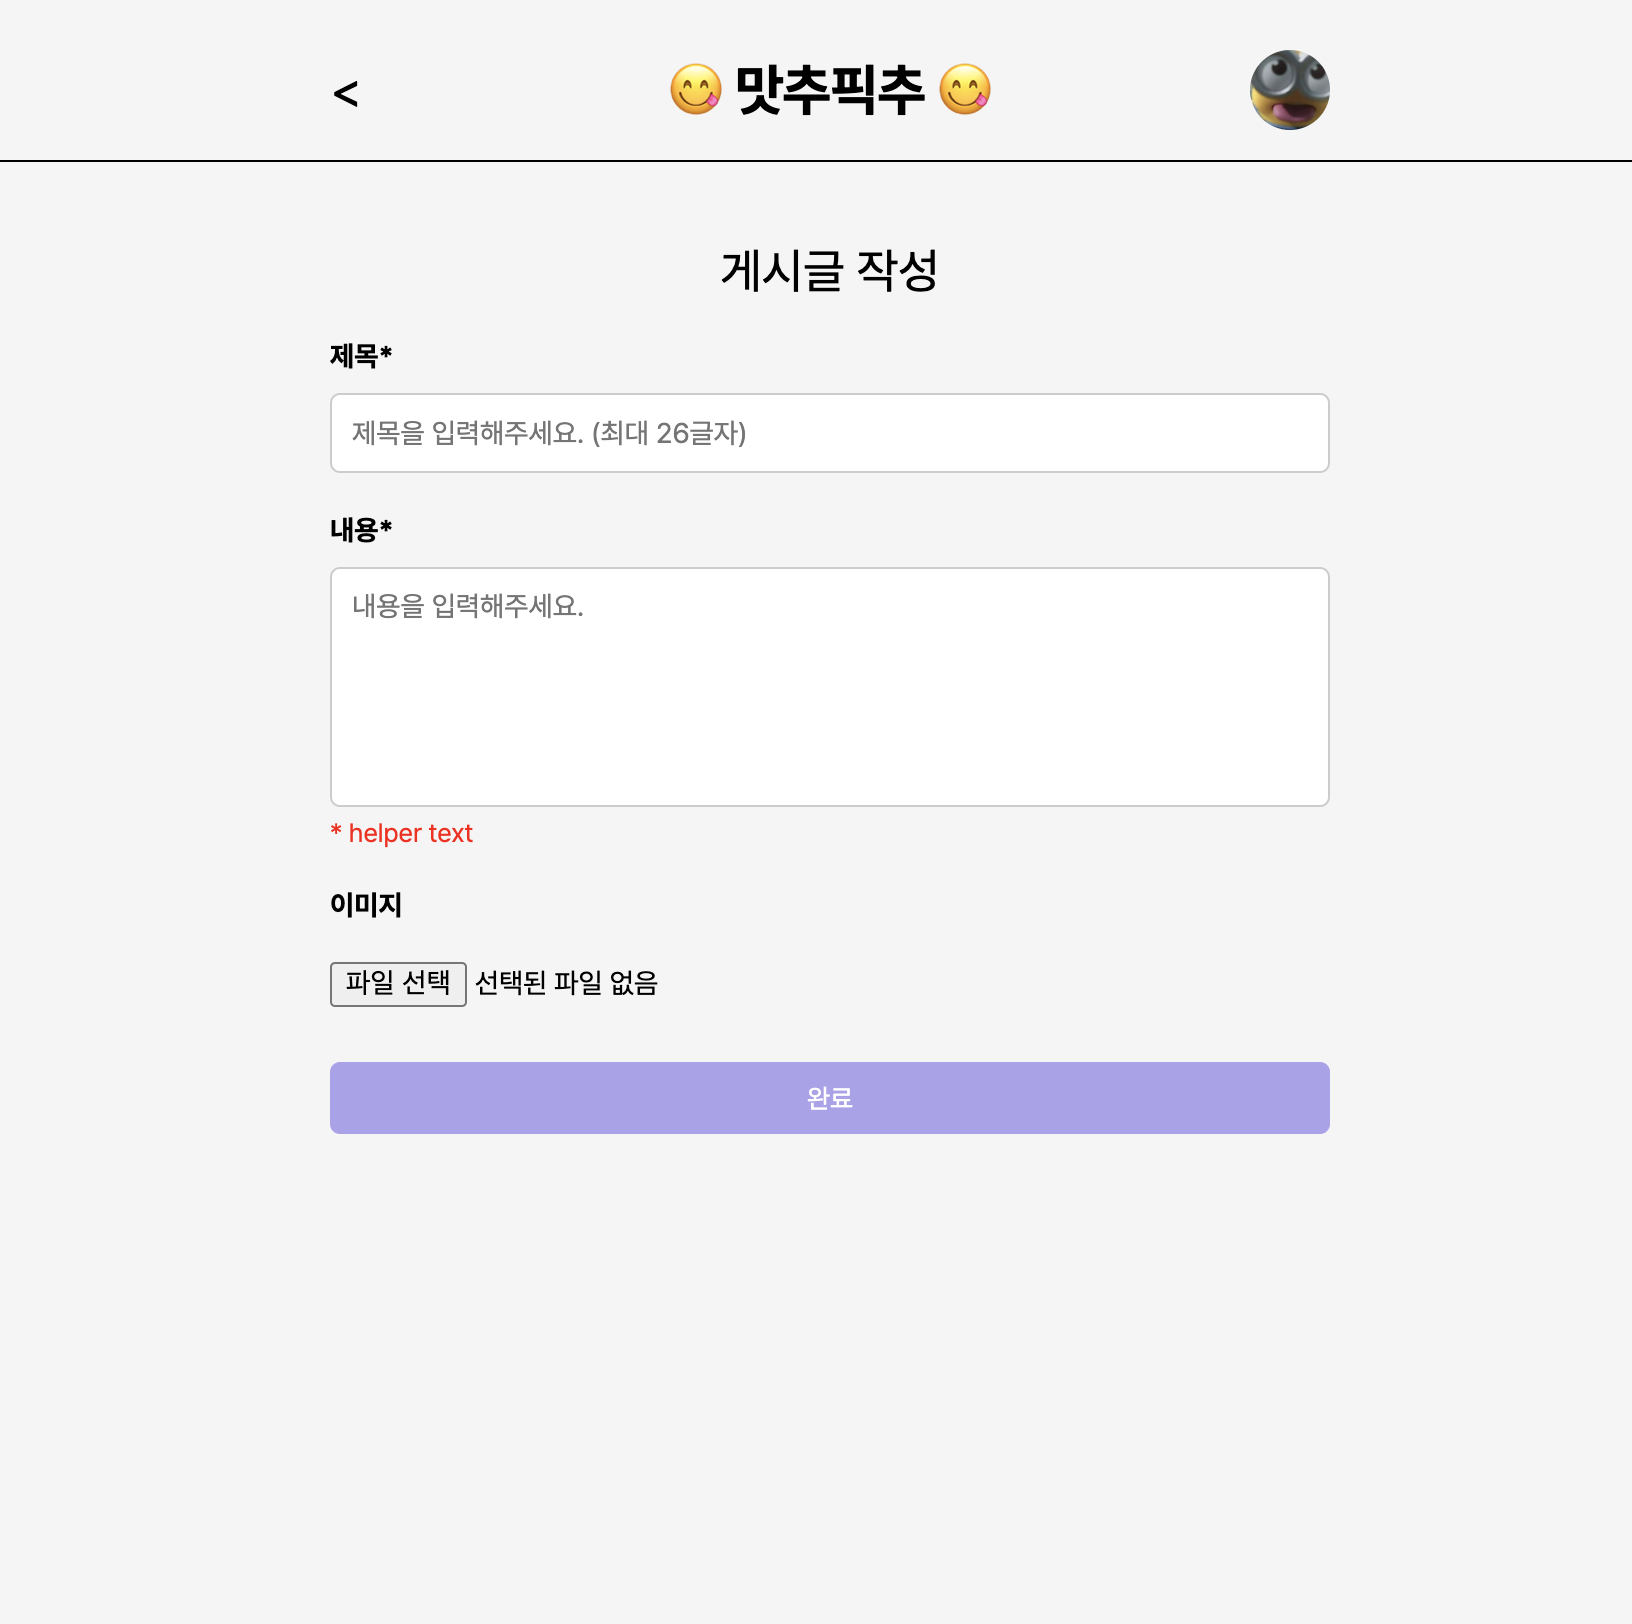 < 😋 맛추픽추 😋
게시글 작성
제목*
제목을 입력해주세요. (최대 26글자)
내용*
내용을 입력해주세요.
* helper text
이미지
파일 선택 선택된 파일 없음
완료